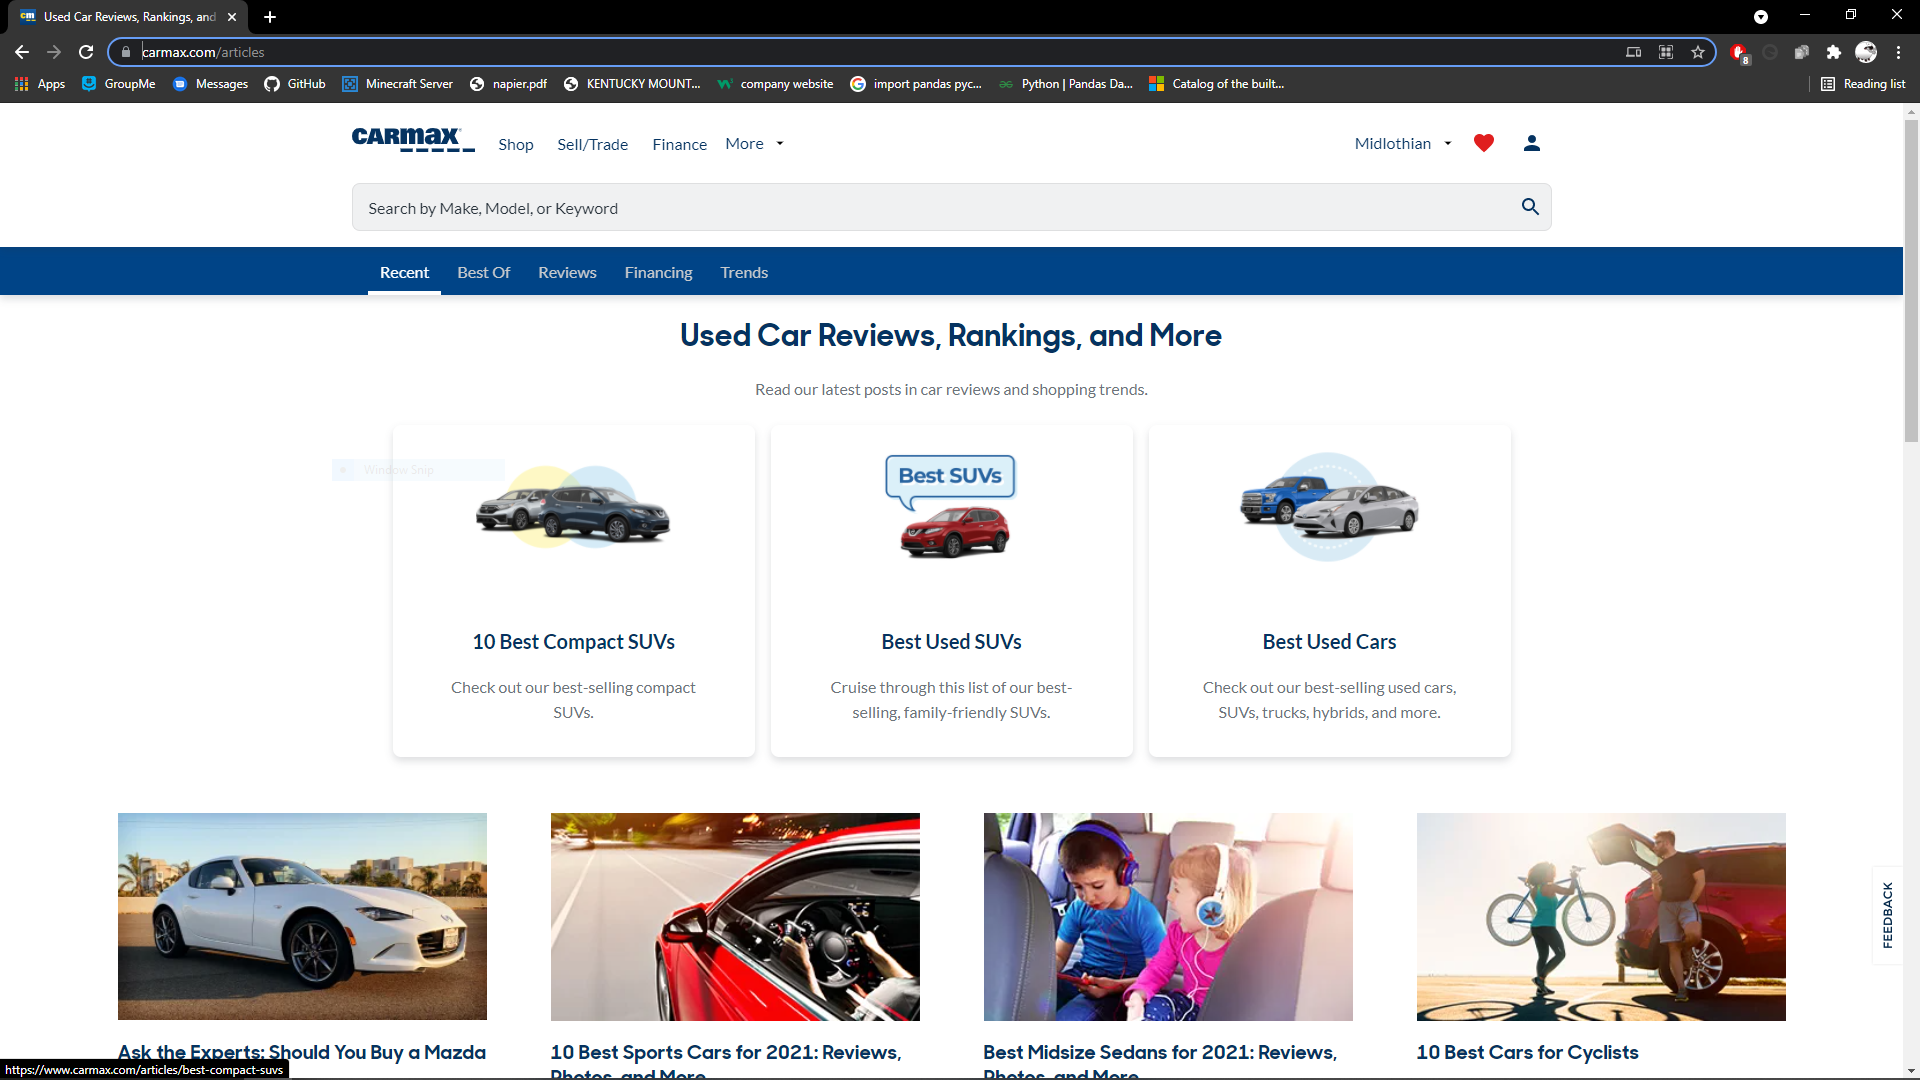 Used Car Reviews, Rankings, and
carmax.com/articles
8
Apps GroupMe Messages GitHub Minecraft Server napier.pdf KENTUCKY MOUNT... company website import pandas pyc... Python | Pandas Da... Catalog of the built... Reading list
CARMAX Shop Sell/Trade Finance More Midlothian
Search by Make, Model, or Keyword
Recent Best Of Reviews Financing Trends
Used Car Reviews, Rankings, and More
Read our latest posts in car reviews and shopping trends.
Window Snip
Best SUVs
10 Best Compact SUVs
Check out our best-selling compact
SUVs.
Best Used SUVs
Cruise through this list of our best-
selling, family-friendly SUVs.
Best Used Cars
Check out our best-selling used cars,
SUVs, trucks, hybrids, and more.
FEEDBACK
Ask the Experts: Should You Buy a Mazda
10 Best Sports Cars for 2021: Reviews,
Photos, and More
Best Midsize Sedans for 2021: Reviews,
Photos, and More
10 Best Cars for Cyclists
https://www.carmax.com/articles/best-compact-suvs